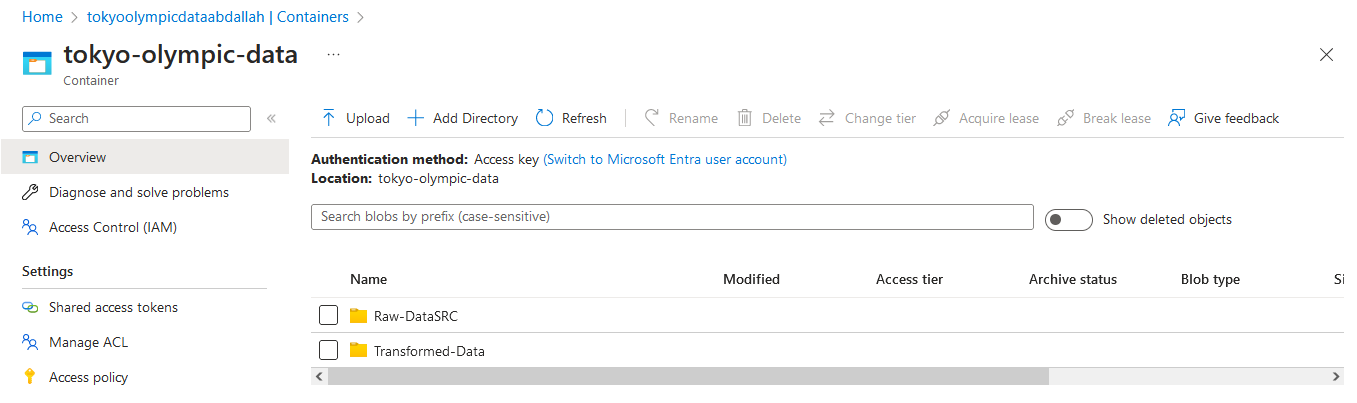 Home > tokyoolympicdataabdallah | Containers >
tokyo-olympic-data ...
Container
Search «
Overview
Diagnose and solve problems
Access Control (IAM)
Settings
Shared access tokens
Manage ACL
Access policy
Upload Add Directory Refresh Rename Delete Change tier Acquire lease Break lease Give feedback
Authentication method: Access key (Switch to Microsoft Entra user account)
Location: tokyo-olympic-data
Search blobs by prefix (case-sensitive) Show deleted objects
Name Modified Access tier Archive status Blob type Si
Raw-DataSRC
Transformed-Data